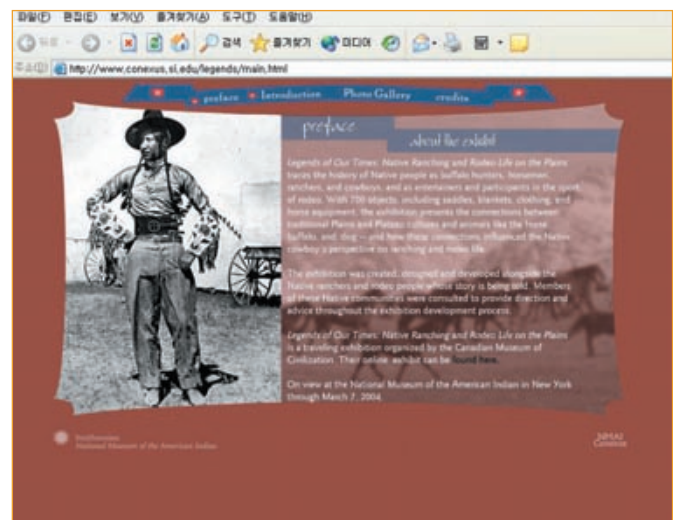 파일(F) 편집(E) 보기(V) 즐겨찾기(A) 도구(T) 도움말(H)
뒤로 검색 즐겨찾기 미디어
주소(D) http://www.conexus.si.edu/legends/main.html
preface Introduction Photo Gallery credits
preface
about the exhibit
Legends of Our Times: Native Ranching and Rodeo Life on the Plains
traces the history of Native people as buffalo hunters, horsemen,
ranchers, and cowboys, and as entertainers and participants in the sport
of rodeo. With 700 objects, including saddles, blankets, clothing, and
horse equipment, the exhibition presents the connections between
traditional Plains and Plateau cultures and animals like the horse,
buffalo, and, dog — and how these connections influenced the Native
cowboy's perspective on ranching and rodeo life.
The exhibition was created, designed and developed alongside the
Native ranchers and rodeo people whose story is being told. Members
of these Native communities were consulted to provide direction and
advice throughout the exhibition development process.
Legends of Our Times: Native Ranching and Rodeo Life on the Plains
is a traveling exhibition organized by the Canadian Museum of
Civilization. Their online exhibit can be found here.
On view at the National Museum of the American Indian in New York
through March 7, 2004.
Smithsonian
National Museum of the American Indian
NMAI
Conexus